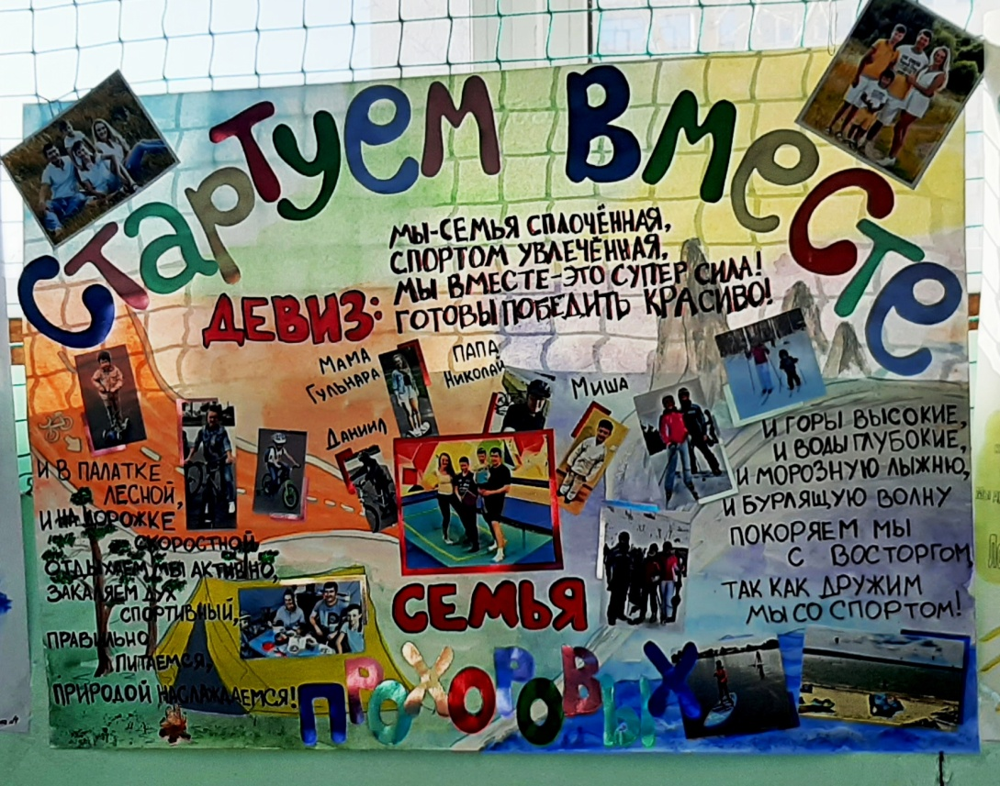 Стартуем вместе
Мы-семья сплочённая,
спортом увлечённая,
мы вместе-это супер сила!
готовы победить красиво!
ДЕВИЗ:
Мама
Гульнара
ПАПА
Николай
Миша
Даниил
И В ПАЛАТКЕ
ЛЕСНОЙ,
И НА ДОРОЖКЕ
СКОРОСТНОЙ
ОТДЫХАЕМ МЫ АКТИВНО,
ЗАКАЛЯЕМ ДУХ
СПОРТИВНЫЙ,
ПРАВИЛЬНО
ПИТАЕМСЯ,
ПРИРОДОЙ НАСЛАЖДАЕМСЯ!
И ГОРЫ ВЫСОКИЕ,
И ВОДЫ ГЛУБОКИЕ,
И МОРОЗНУЮ ЛЫЖНЮ,
И БУРЛЯЩУЮ ВОЛНУ
ПОКОРЯЕМ МЫ
С ВОСТОРГОМ,
ТАК КАК ДРУЖИМ
МЫ СО СПОРТОМ!
СЕМЬЯ
ПРОХОРОВЫХ